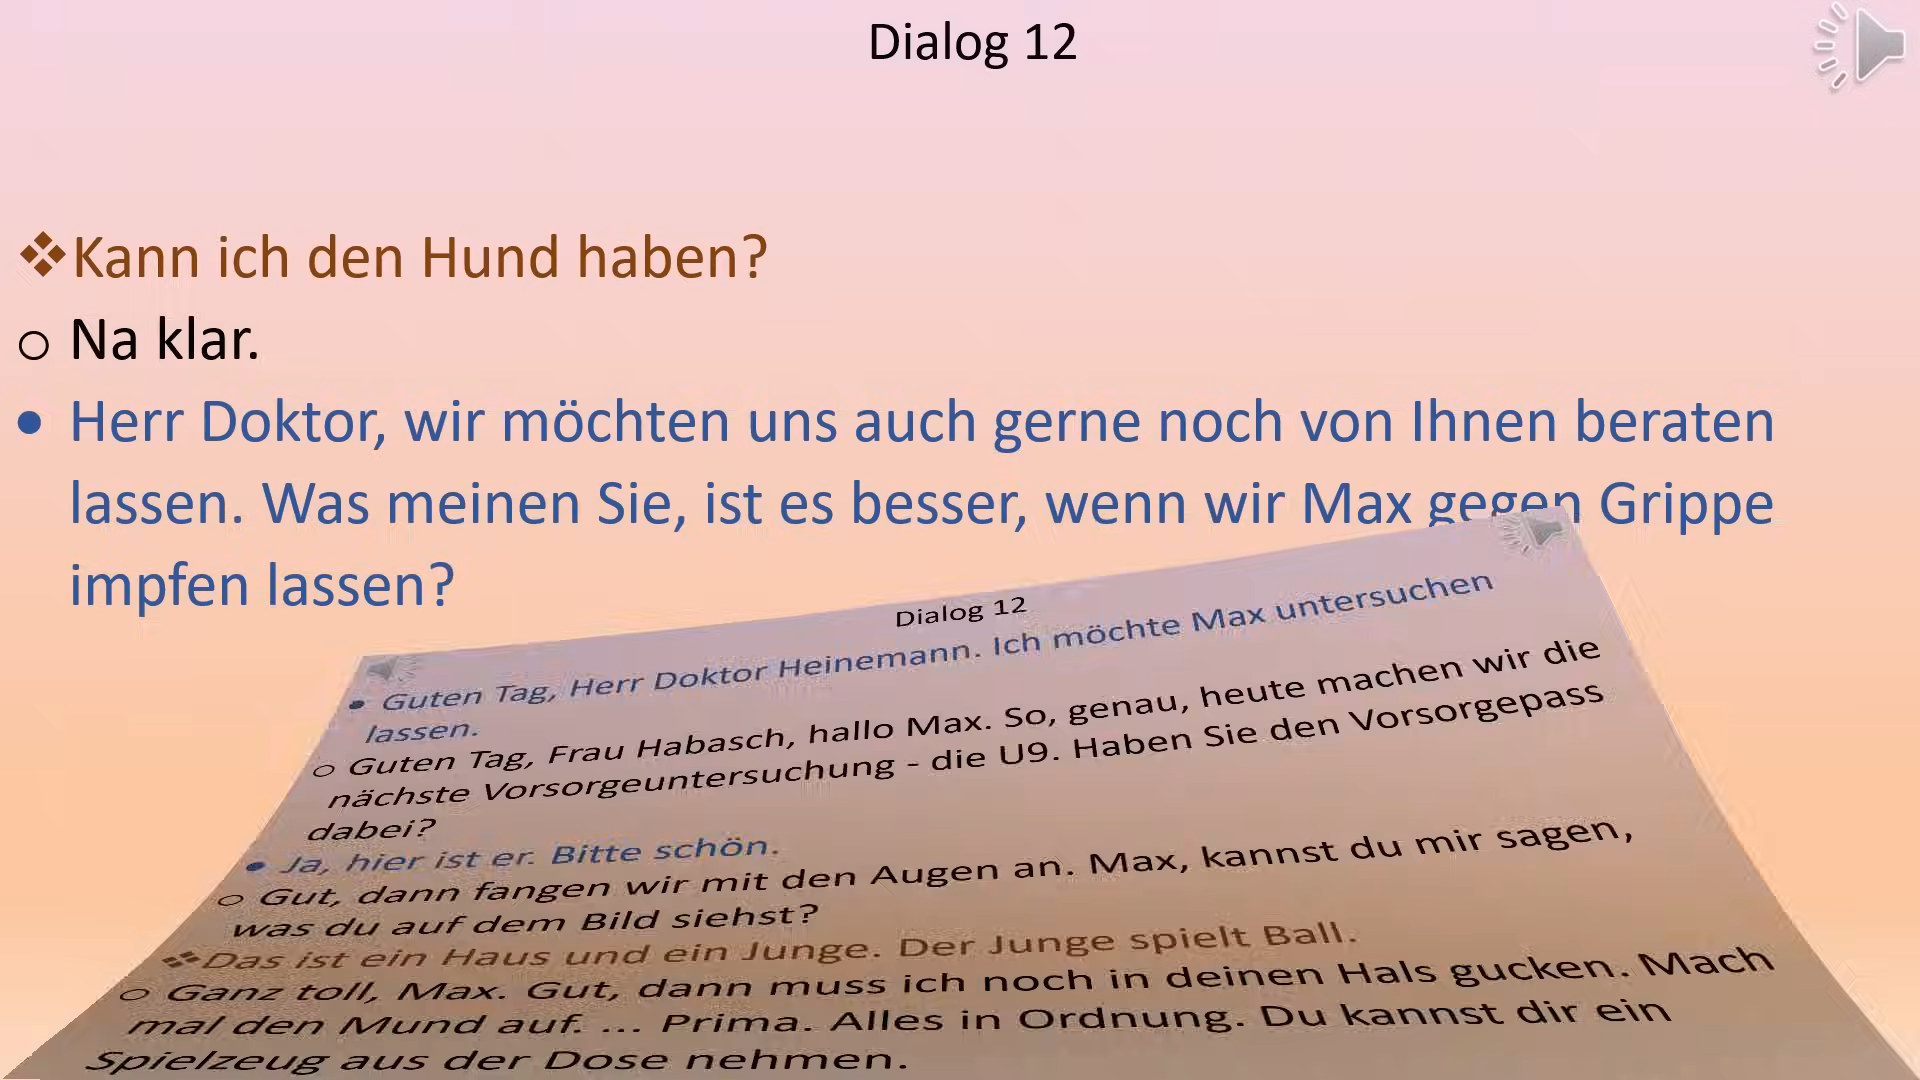 Dialog 12
❖Kann ich den Hund haben?
o Na klar.
• Herr Doktor, wir möchten uns auch gerne noch von Ihnen beraten
lassen. Was meinen Sie, ist es besser, wenn wir Max gegen Grippe
impfen lassen?
Dialog 12
• Guten Tag, Herr Doktor Heinemann. Ich möchte Max untersuchen
lassen.
o Guten Tag, Frau Habasch, hallo Max. So, genau, heute machen wir die
nächste Vorsorgeuntersuchung - die U9. Haben Sie den Vorsorgepass
dabei?
• Ja, hier ist er. Bitte schön.
o Gut, dann fangen wir mit den Augen an. Max, kannst du mir sagen,
was du auf dem Bild siehst?
❖Das ist ein Haus und ein Junge. Der Junge spielt Ball.
o Ganz toll, Max. Gut, dann muss ich noch in deinen Hals gucken. Mach
mal den Mund auf. ... Prima. Alles in Ordnung. Du kannst dir ein
Spielzeug aus der Dose nehmen.